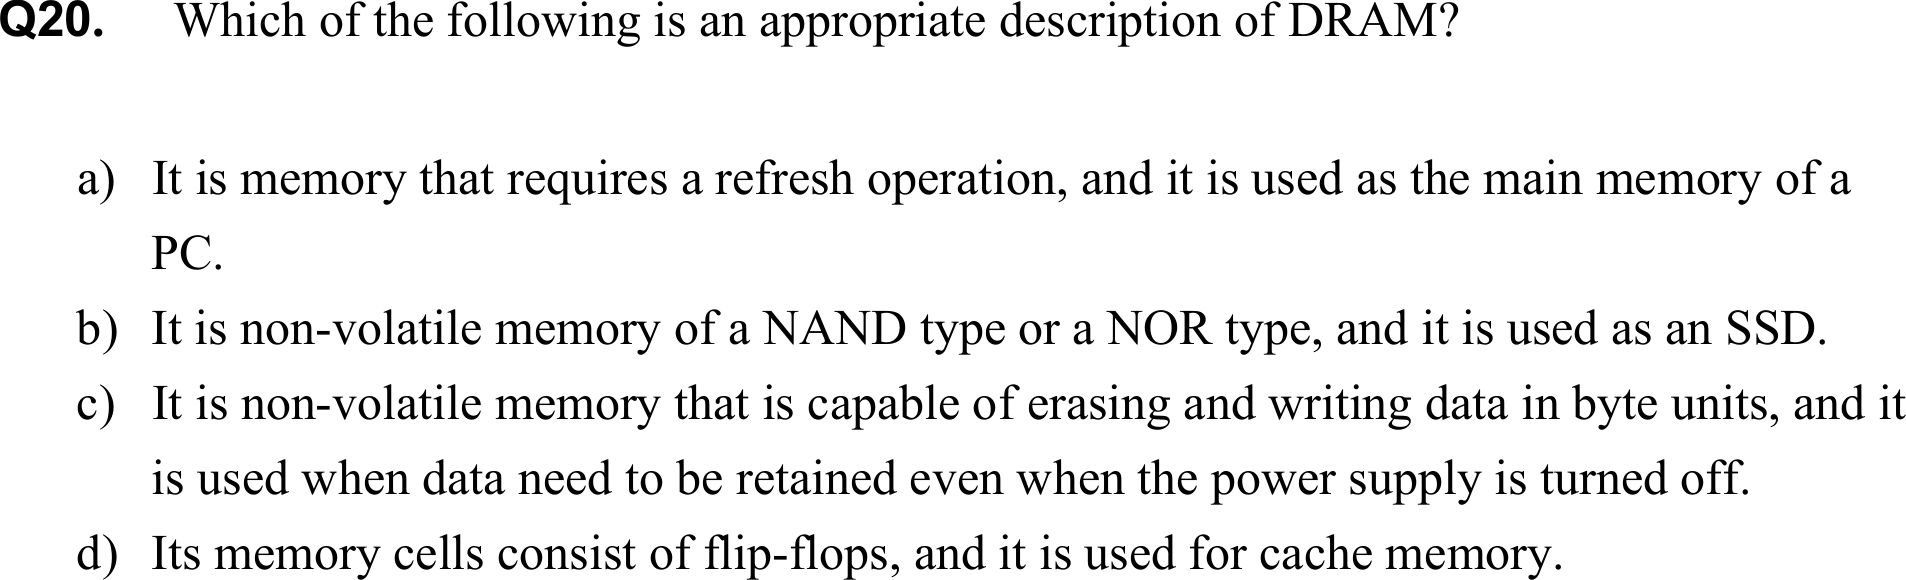 Q20. Which of the following is an appropriate description of DRAM?
a) It is memory that requires a refresh operation, and it is used as the main memory of a
PC.
b) It is non-volatile memory of a NAND type or a NOR type, and it is used as an SSD.
c) It is non-volatile memory that is capable of erasing and writing data in byte units, and it
is used when data need to be retained even when the power supply is turned off.
d) Its memory cells consist of flip-flops, and it is used for cache memory.